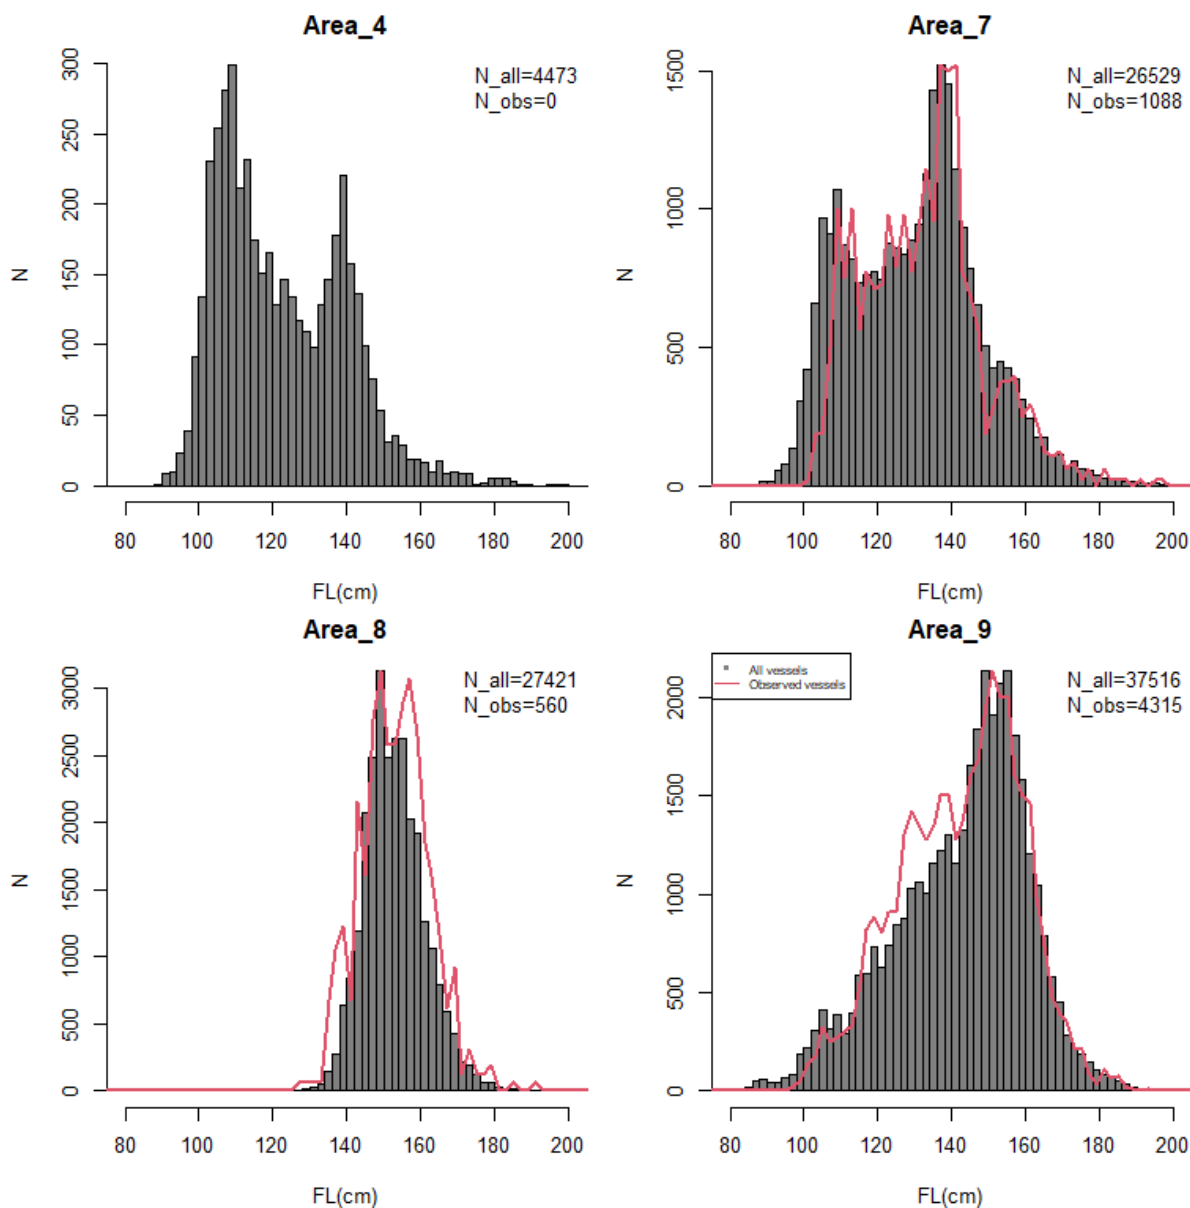 Area_4
N_all=4473
N_obs=0
300
250
200
150
100
50
0
N
80 100 120 140 160 180 200
FL(cm)
Area_7
N_all=26529
N_obs=1088
1500
1000
500
0
N
80 100 120 140 160 180 200
FL(cm)
Area_8
N_all=27421
N_obs=560
3000
2500
2000
1500
1000
500
0
N
80 100 120 140 160 180 200
FL(cm)
Area_9
All vessels
Observed vessels
N_all=37516
N_obs=4315
2000
1500
1000
500
0
N
80 100 120 140 160 180 200
FL(cm)